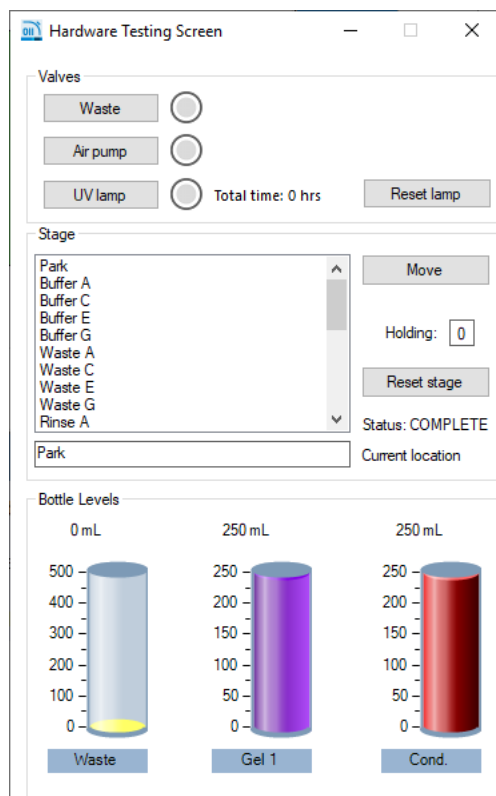 Hardware Testing Screen
Valves
Waste
Air pump
UV lamp Total time: 0 hrs Reset lamp
Stage
Park
Buffer A
Buffer C
Buffer E
Buffer G
Waste A
Waste C
Waste E
Waste G
Rinse A
Move
Holding: 0
Reset stage
Status: COMPLETE
Park Current location
Bottle Levels
0 mL 250 mL 250 mL
500 250 250
400 200 200
300 150 150
200 100 100
100 50 50
0 0 0
Waste Gel 1 Cond.